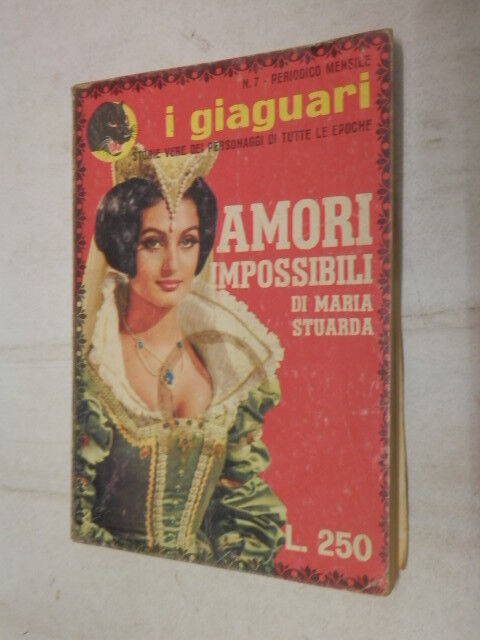 N. 7 - PERIODICO MENSILE
i giaguari
STORIE VERE DEI PERSONAGGI DI TUTTE LE EPOCHE
AMORI
IMPOSSIBILI
DI MARIA
STUARDA
L. 250